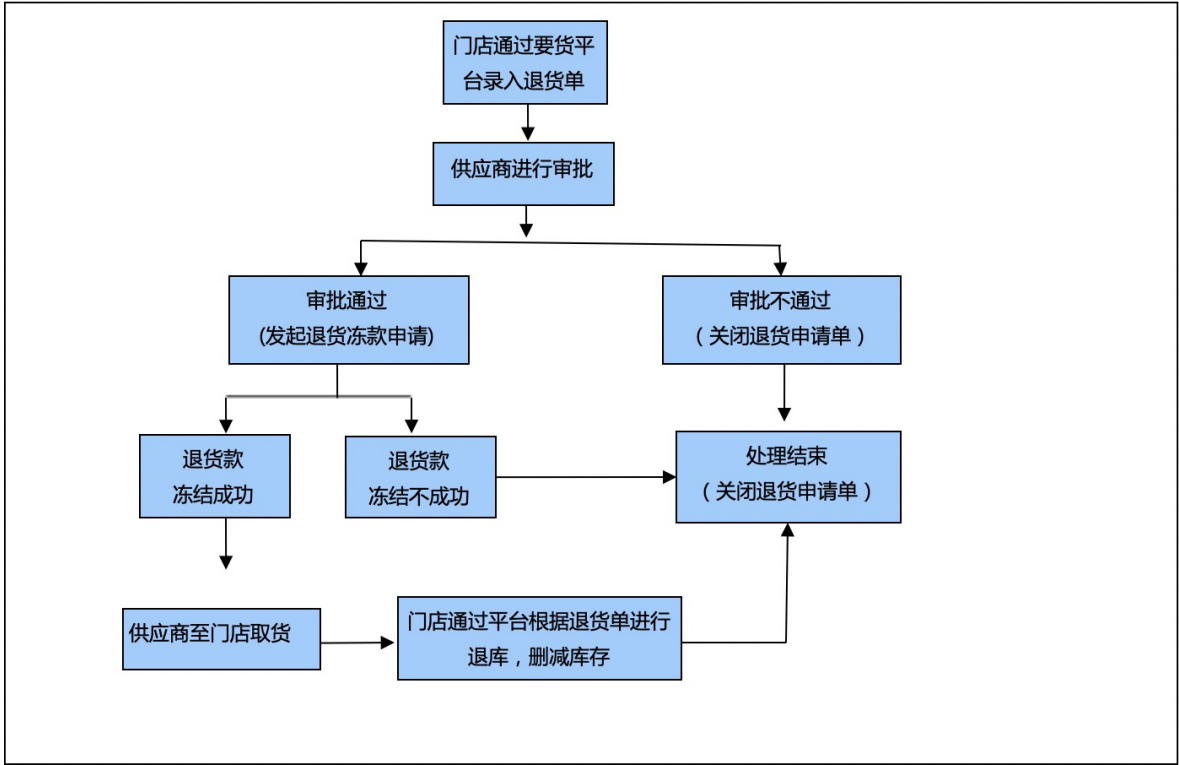 门店通过要货平
台录入退货单
供应商进行审批
审批通过
(发起退货冻款申请)
审批不通过
（关闭退货申请单）
退货款
冻结成功
退货款
冻结不成功
处理结束
（关闭退货申请单）
供应商至门店取货
门店通过平台根据退货单进行
退库，删减库存